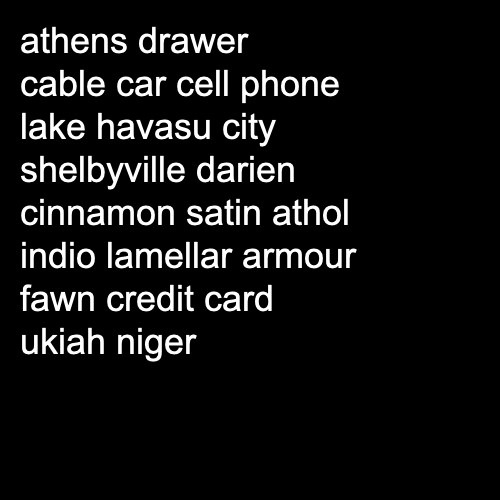 athens drawer
cable car cell phone
lake havasu city
shelbyville darien
cinnamon satin athol
indio lamellar armour
fawn credit card
ukiah niger